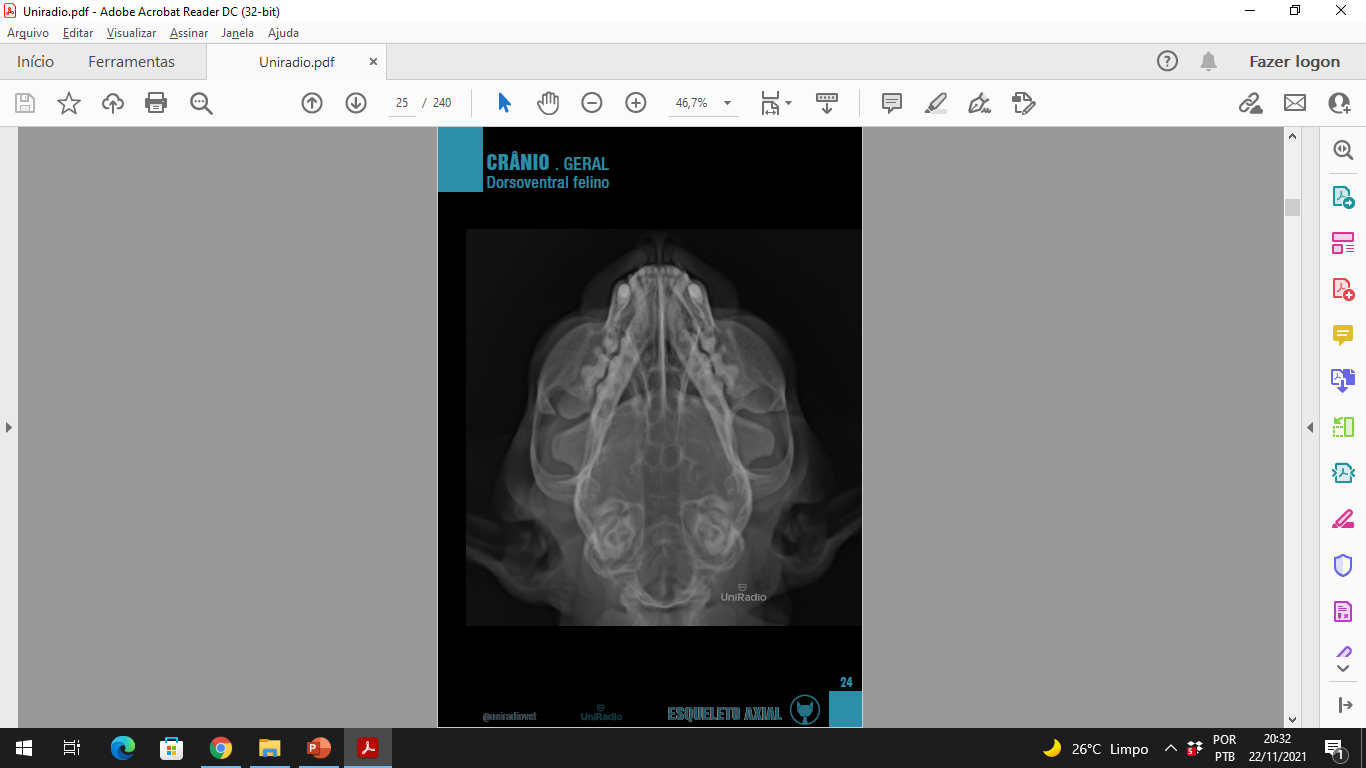 Uniradio.pdf - Adobe Acrobat Reader DC (32-bit)
Arquivo Editar Visualizar Assinar Janela Ajuda
Início Ferramentas Uniradio.pdf Fazer logon
25 / 240 46,7%
CRÂNIO . GERAL
Dorsoventral felino
UniRadio
24
@uniradiovet UniRadio ESQUELETO AXIAL
26°C Limpo POR PTB 20:32 22/11/2021 1